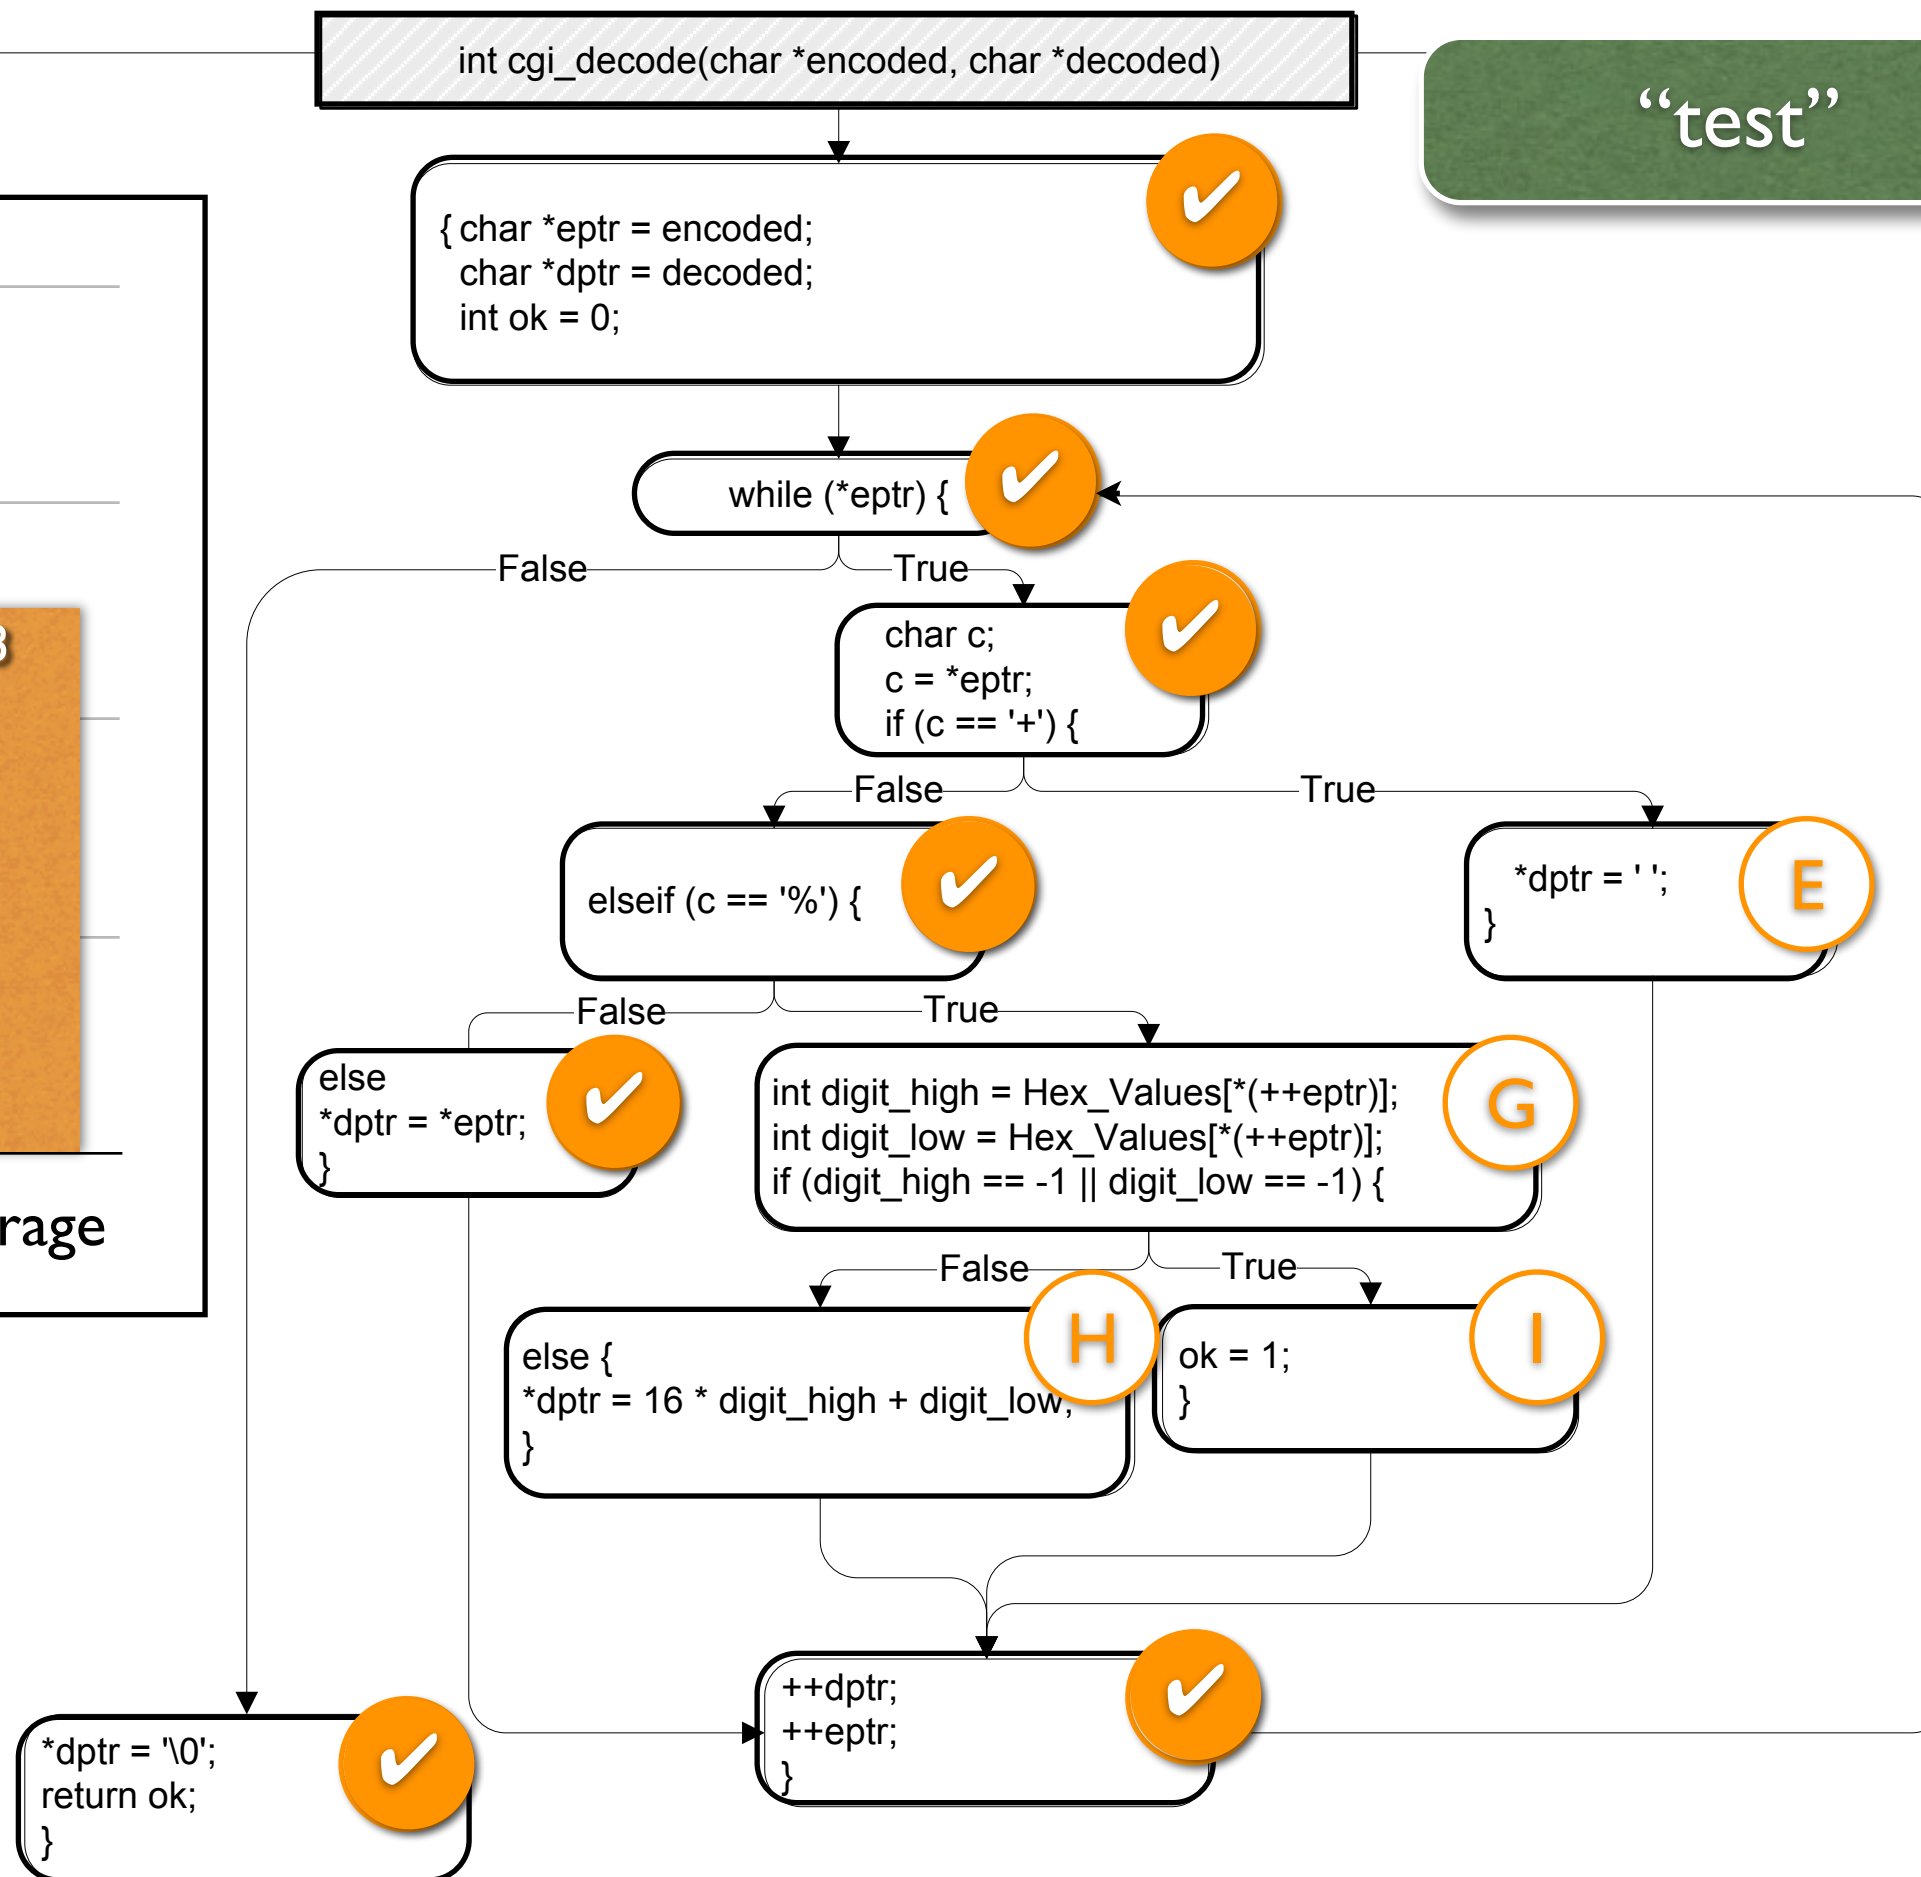 int cgi_decode(char *encoded, char *decoded)
“test”
{ char *eptr = encoded;
char *dptr = decoded;
int ok = 0;
while (*eptr) {
False
True
char c;
c = *eptr;
if (c == '+') {
False
True
elseif (c == '%') {
*dptr = ' ';
}
E
False
True
else
*dptr = *eptr;
}
int digit_high = Hex_Values[*(++eptr)];
int digit_low = Hex_Values[*(++eptr)];
if (digit_high == -1 || digit_low == -1) {
G
False
True
else {
*dptr = 16 * digit_high + digit_low;
}
H
ok = 1;
}
I
++dptr;
++eptr;
}
*dptr = '\0';
return ok;
}
rage